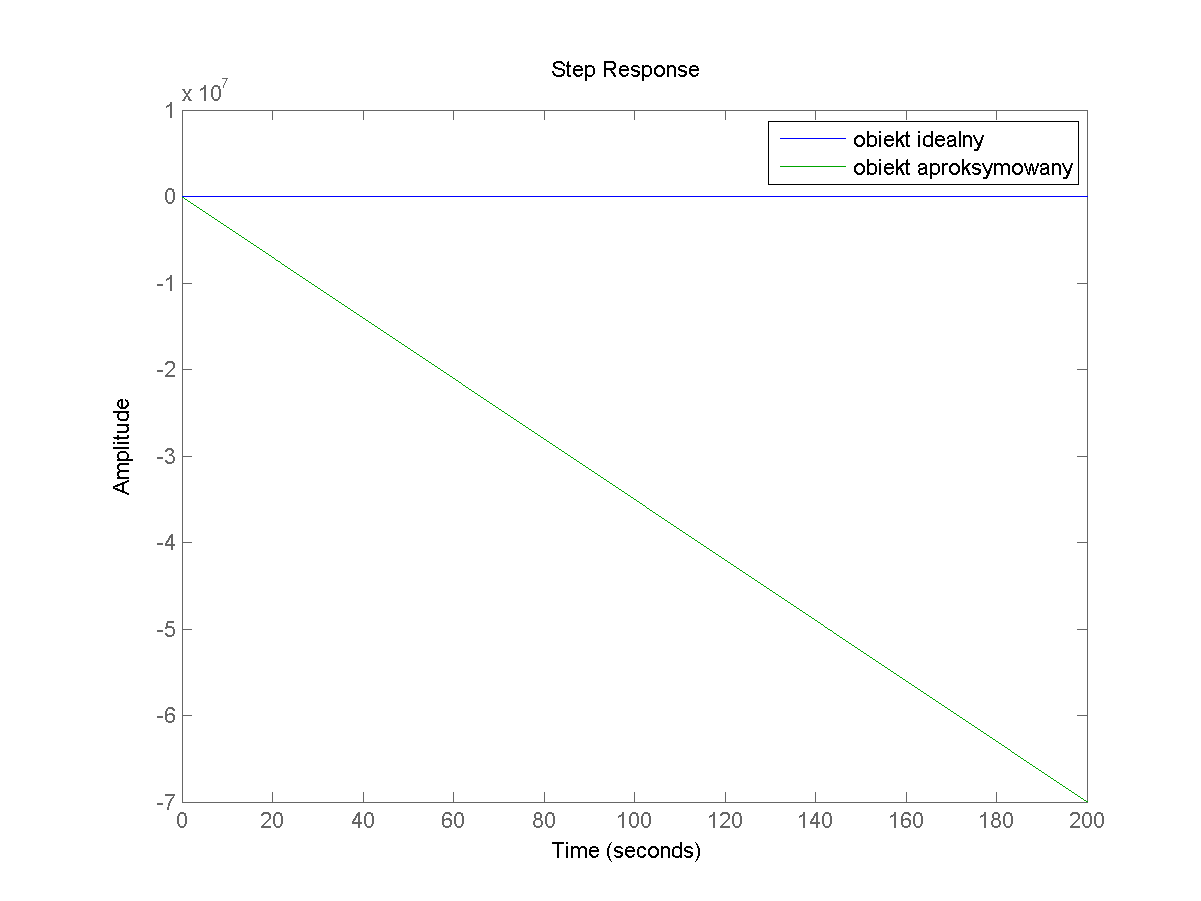 Step Response
x 10^7
obiekt idealny
obiekt aproksymowany
1
0
-1
-2
-3
-4
-5
-6
-7
Amplitude
0 20 40 60 80 100 120 140 160 180 200
Time (seconds)